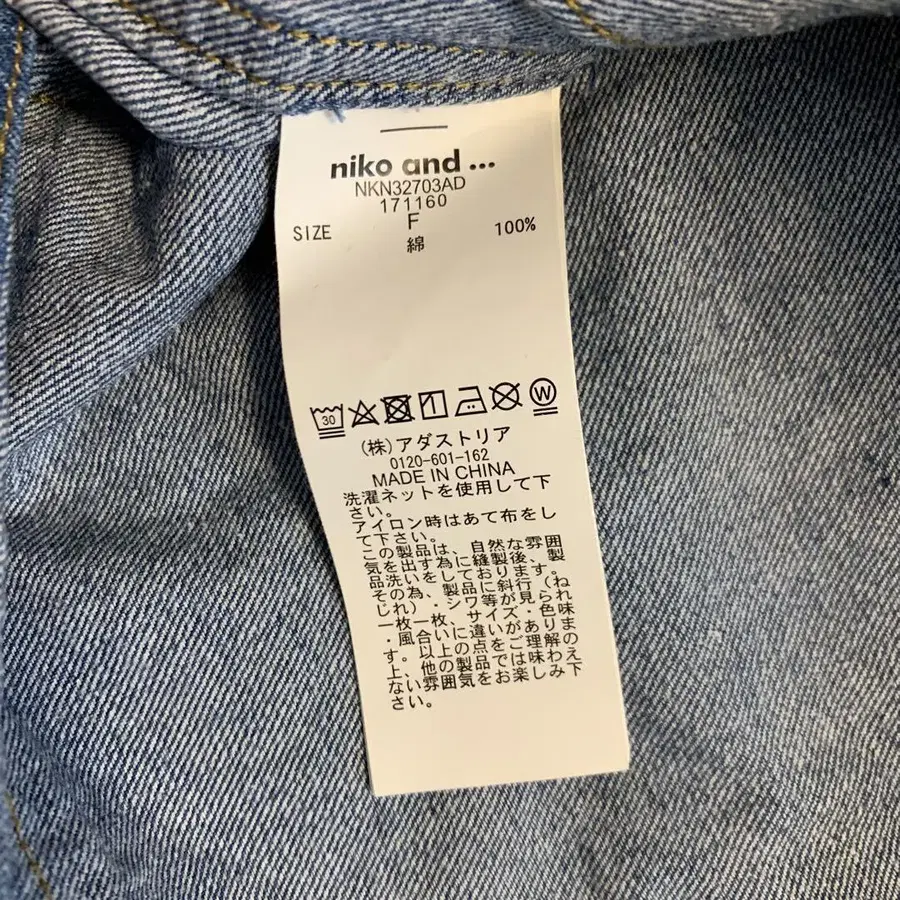 niko and ...
NKN32703AD
171160
SIZE F
綿 100%
30
W
(株)アダストリア
0120-601-162
MADE IN CHINA
洗濯ネットを使用して下
さい。
アイロン時はあて布をし
て下さい。
この製品は、自然な雰囲
気を出す為に縫製後、製
品洗いをしております。
その為、製品に斜行(ね
じれ)・シワ等が見られ
一枚一枚、サイズ・色味
・風合いに違いがありま
す。以上の点をご理解の
上、他の製品では味わえ
ない雰囲気をお楽しみ下
さい。